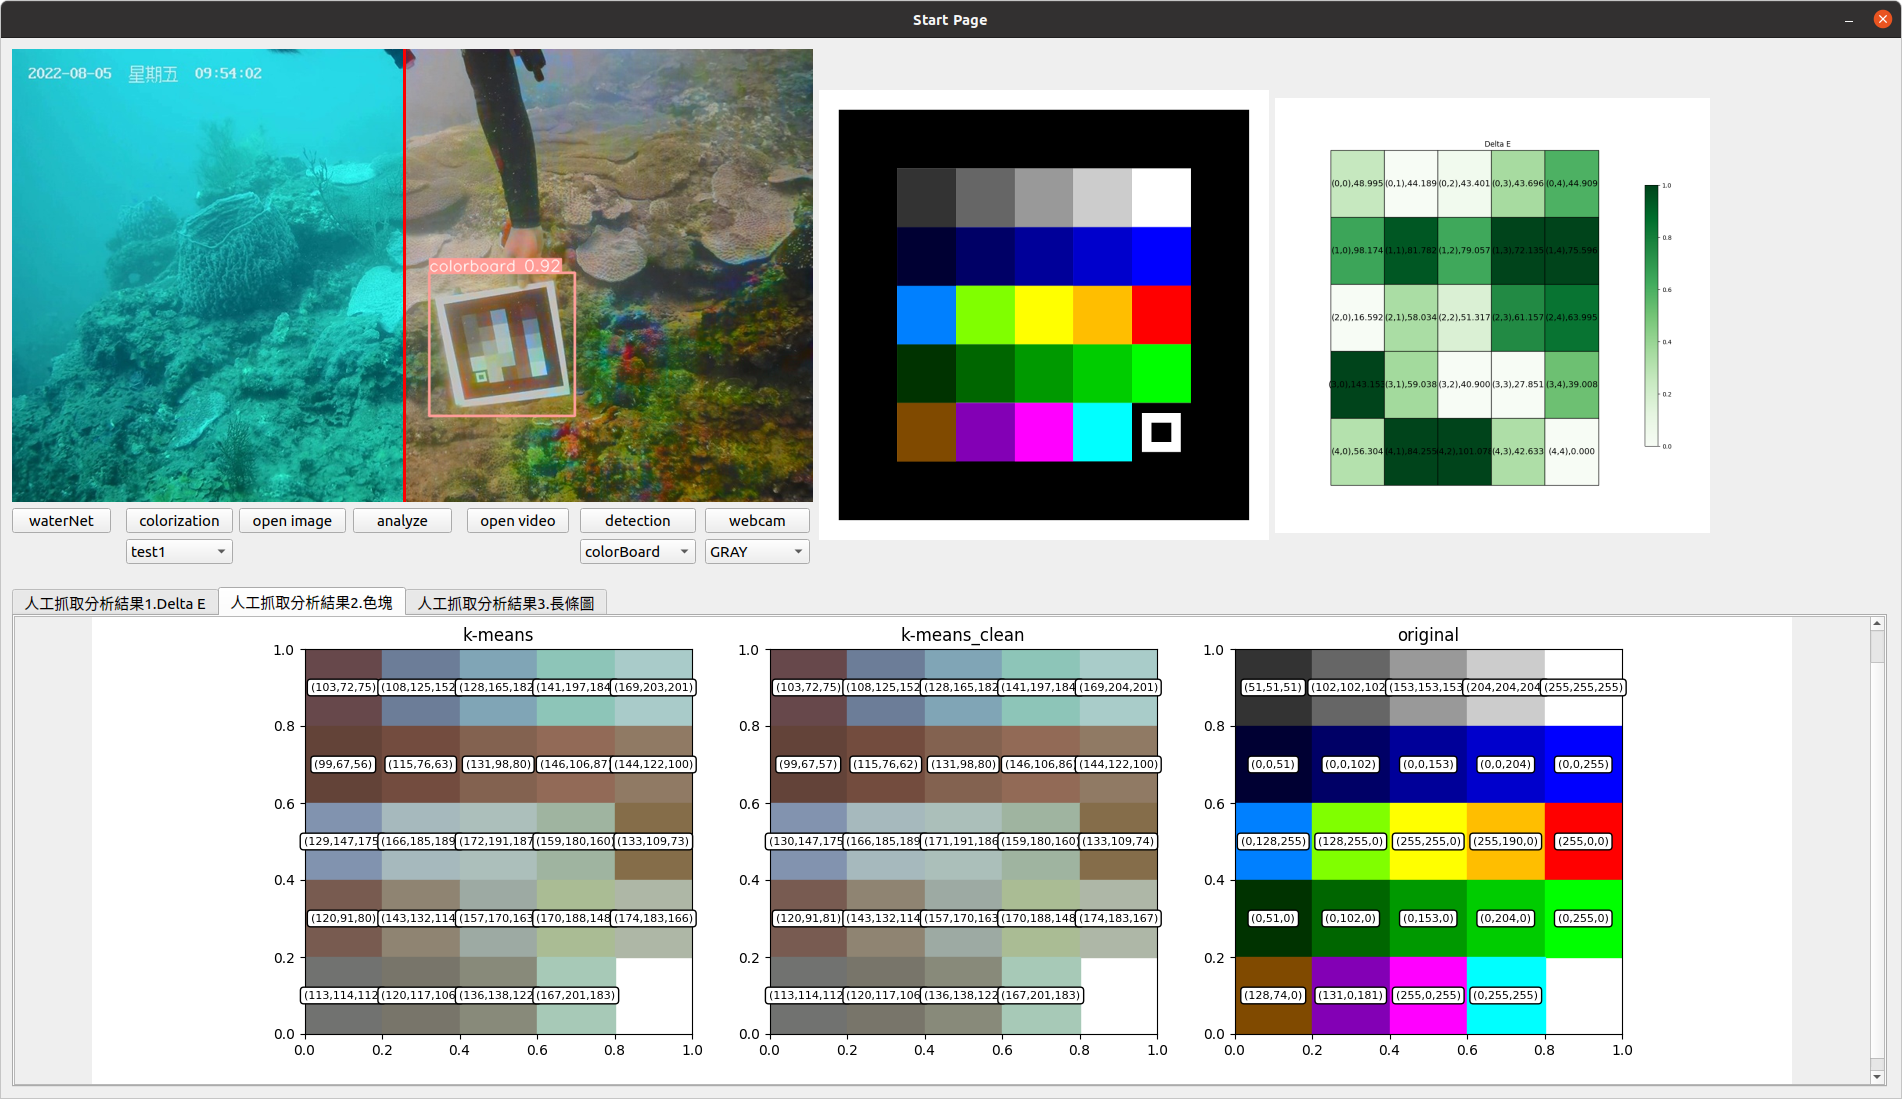 Start Page
2022-08-05 星期五 09:54:02
colorboard 0.92
Delta E
(0,0),48.995 (0,1),44.189 (0,2),43.401 (0,3),43.696 (0,4),44.909
(1,0),98.174 (1,1),81.782 (1,2),79.057 (1,3),72.135 (1,4),75.596
(2,0),16.592 (2,1),58.034 (2,2),51.317 (2,3),61.157 (2,4),63.995
(3,1),59.038 (3,2),40.900 (3,3),27.851 (3,4),39.008
(4,0),56.304 (4,1),84.255 (4,3),42.633 (4,4),0.000
1.0
0.8
0.6
0.4
0.2
0.0
waterNet colorization open image analyze open video detection webcam
test1 colorBoard GRAY
人工抓取分析結果1.Delta E 人工抓取分析結果2.色塊 人工抓取分析結果3.長條圖
k-means
1.0
0.8
0.6
0.4
0.2
0.0
(103,72,75) (108,125,152 (128,165,182 (141,197,184 (169,203,201)
(99,67,56) (115,76,63) (131,98,80) (146,106,87) (144,122,100)
(129,147,175 (166,185,189 (172,191,187 (159,180,160) (133,109,73)
(120,91,80) (143,132,114 (157,170,163 (170,188,148 (174,183,166)
(113,114,112 (120,117,106 (136,138,122 (167,201,183)
0.0 0.2 0.4 0.6 0.8 1.0
k-means_clean
1.0
0.8
0.6
0.4
0.2
0.0
(103,72,75) (108,125,152 (128,165,182 (141,197,184 (169,204,201)
(99,67,57) (115,76,62) (131,98,80) (146,106,86) (144,122,100)
(130,147,175 (166,185,189 (171,191,186 (159,180,160) (133,109,74)
(120,91,81) (143,132,114 (157,170,163 (170,188,148 (174,183,167)
(113,114,112 (120,117,106 (136,138,122 (167,201,183)
0.0 0.2 0.4 0.6 0.8 1.0
original
1.0
0.8
0.6
0.4
0.2
0.0
(51,51,51) (102,102,102 (153,153,153 (204,204,204 (255,255,255)
(0,0,51) (0,0,102) (0,0,153) (0,0,204) (0,0,255)
(0,128,255) (128,255,0) (255,255,0) (255,190,0) (255,0,0)
(0,51,0) (0,102,0) (0,153,0) (0,204,0) (0,255,0)
(128,74,0) (131,0,181) (255,0,255) (0,255,255)
0.0 0.2 0.4 0.6 0.8 1.0